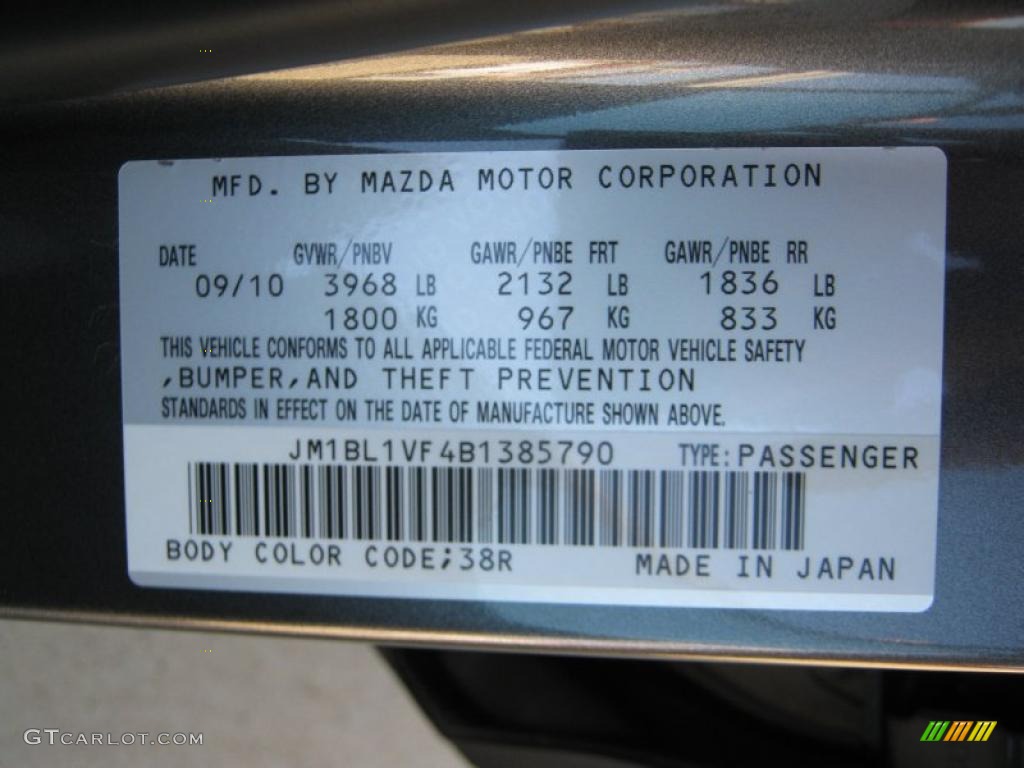 MFD. BY MAZDA MOTOR CORPORATION
DATE GVWR/PNBV GAWR/PNBE FRT GAWR/PNBE RR
09/10 3968 LB 2132 LB 1836 LB
1800 KG 967 KG 833 KG
THIS VEHICLE CONFORMS TO ALL APPLICABLE FEDERAL MOTOR VEHICLE SAFETY
,BUMPER,AND THEFT PREVENTION
STANDARDS IN EFFECT ON THE DATE OF MANUFACTURE SHOWN ABOVE.
JM1BL1VF4B1385790 TYPE:PASSENGER
BODY COLOR CODE;38R MADE IN JAPAN
GTCARLOT.COM